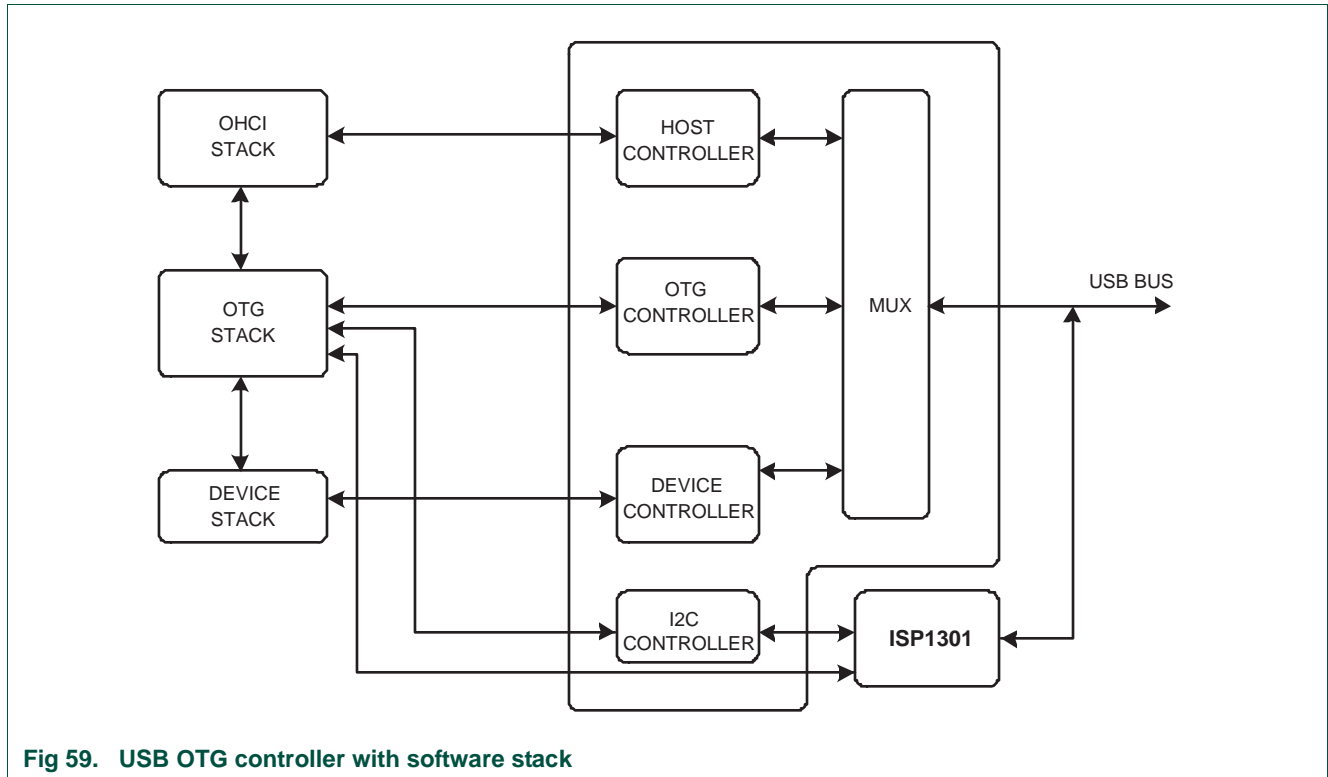 OHCI
STACK
HOST
CONTROLLER
OTG
STACK
OTG
CONTROLLER
MUX
USB BUS
DEVICE
STACK
DEVICE
CONTROLLER
I2C
CONTROLLER
ISP1301
Fig 59. USB OTG controller with software stack